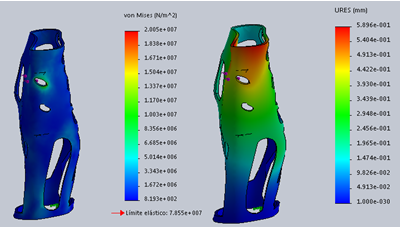 von Mises (N/m^2)
2.005e+007
1.838e+007
1.671e+007
1.504e+007
1.337e+007
1.170e+007
1.003e+007
8.356e+006
6.685e+006
5.014e+006
3.343e+006
1.672e+006
8.193e+002
Límite elástico: 7.855e+007
URES (mm)
5.896e-001
5.404e-001
4.913e-001
4.422e-001
3.930e-001
3.439e-001
2.948e-001
2.456e-001
1.965e-001
1.474e-001
9.826e-002
4.913e-002
1.000e-030